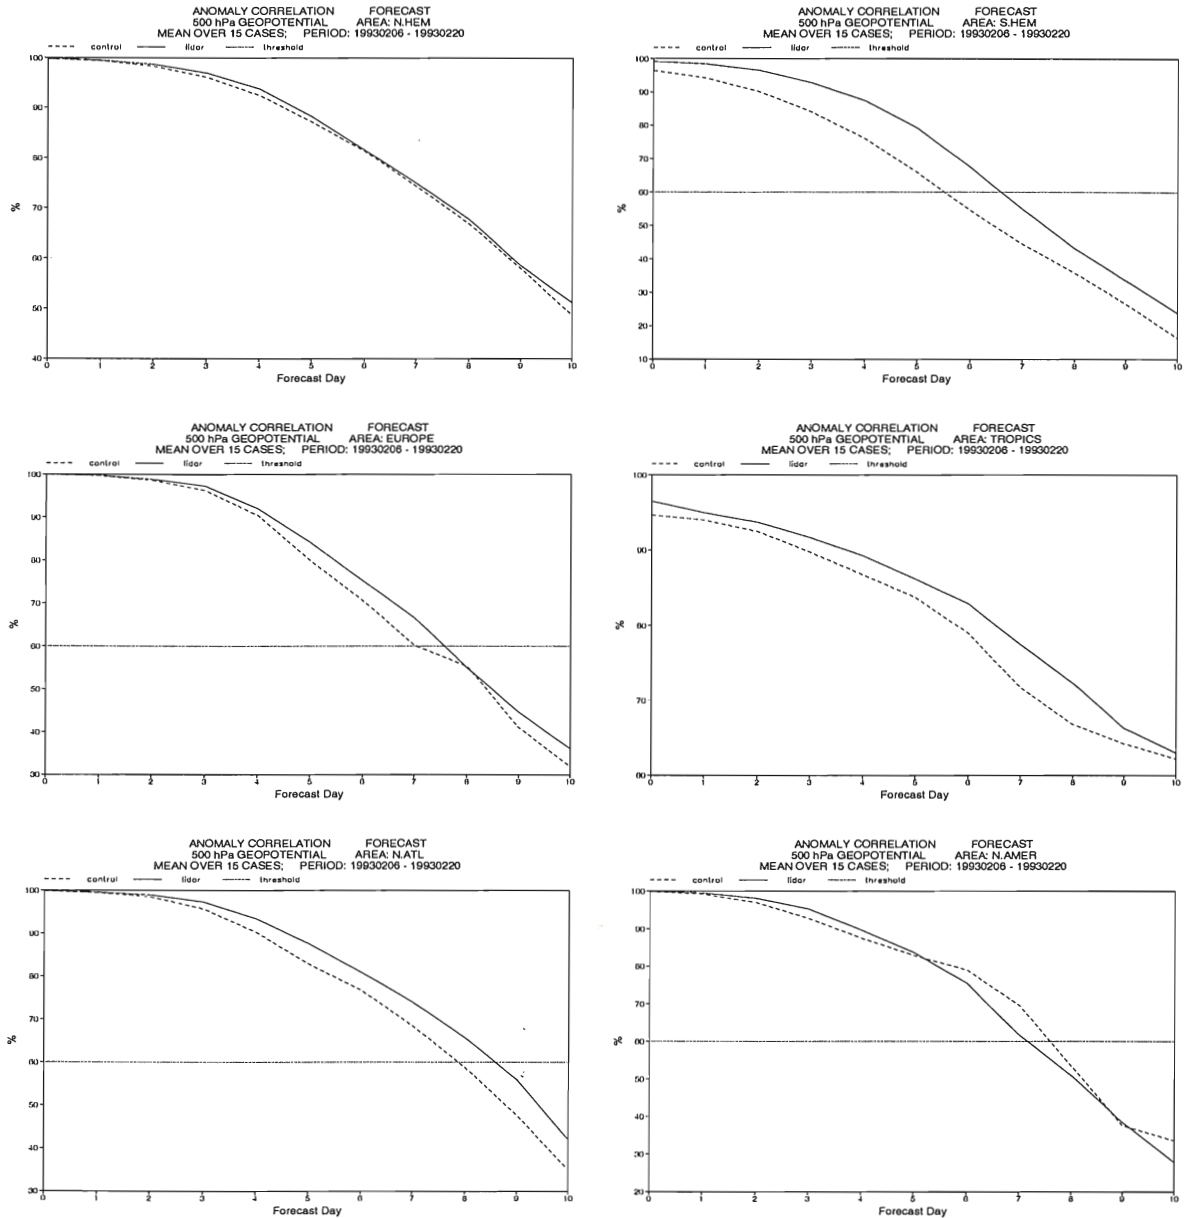 ANOMALY CORRELATION FORECAST
500 hPa GEOPOTENTIAL AREA: N.HEM
MEAN OVER 15 CASES; PERIOD: 19930206 - 19930220
control lidar threshold
100
90
80
70
60
50
40
%
0 1 2 3 4 5 6 7 8 9 10
Forecast Day
ANOMALY CORRELATION FORECAST
500 hPa GEOPOTENTIAL AREA: S.HEM
MEAN OVER 15 CASES; PERIOD: 19930206 - 19930220
control lidar threshold
100
90
80
70
60
50
40
30
20
10
%
0 1 2 3 4 5 6 7 8 9 10
Forecast Day
ANOMALY CORRELATION FORECAST
500 hPa GEOPOTENTIAL AREA: EUROPE
MEAN OVER 15 CASES; PERIOD: 19930206 - 19930220
control lidar threshold
100
90
80
70
60
50
40
30
%
0 1 2 3 4 5 6 7 8 9 10
Forecast Day
ANOMALY CORRELATION FORECAST
500 hPa GEOPOTENTIAL AREA: TROPICS
MEAN OVER 15 CASES; PERIOD: 19930206 - 19930220
control lidar threshold
100
90
80
70
60
%
0 1 2 3 4 5 6 7 8 9 10
Forecast Day
ANOMALY CORRELATION FORECAST
500 hPa GEOPOTENTIAL AREA: N.ATL
MEAN OVER 15 CASES; PERIOD: 19930206 - 19930220
control lidar threshold
100
90
80
70
60
50
40
30
%
0 1 2 3 4 5 6 7 8 9 10
Forecast Day
ANOMALY CORRELATION FORECAST
500 hPa GEOPOTENTIAL AREA: N.AMER
MEAN OVER 15 CASES; PERIOD: 19930206 - 19930220
control lidar threshold
100
90
80
70
60
50
40
30
20
%
0 1 2 3 4 5 6 7 8 9 10
Forecast Day